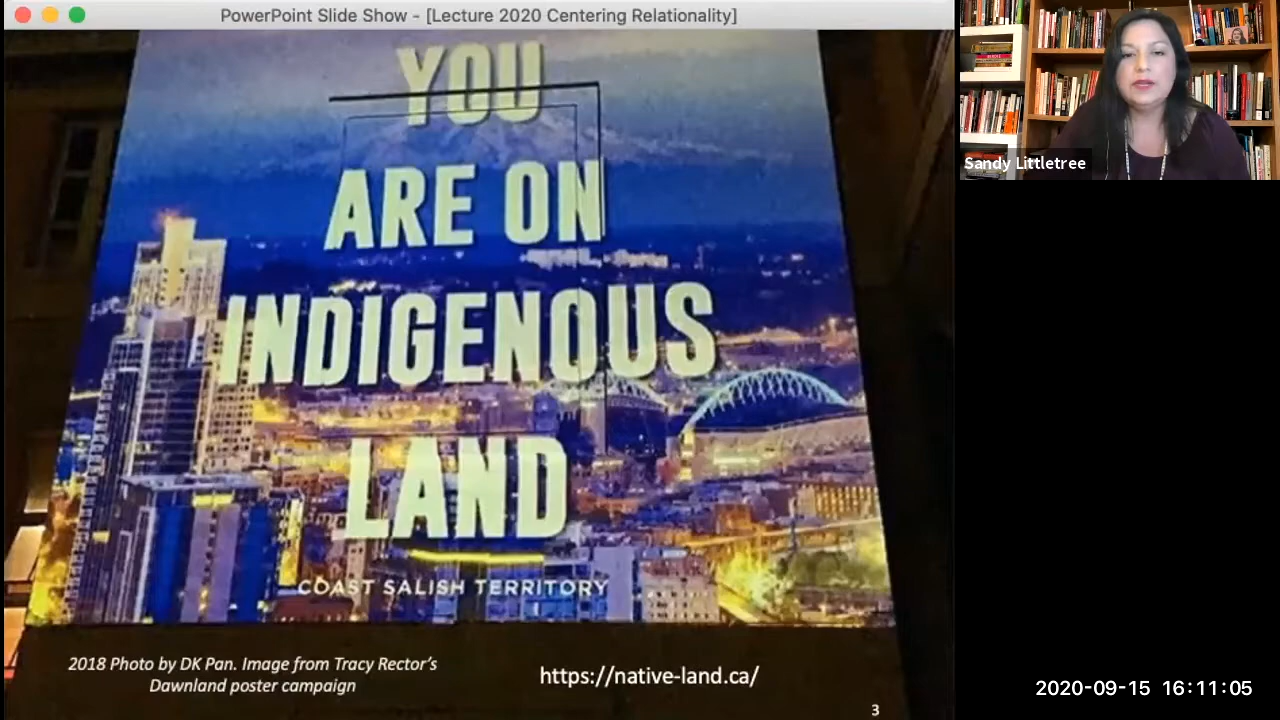 PowerPoint Slide Show - [Lecture 2020 Centering Relationality]
YOU
ARE ON
INDIGENOUS
LAND
COAST SALISH TERRITORY
2018 Photo by DK Pan. Image from Tracy Rector's
Dawnland poster campaign
https://native-land.ca/
3
Sandy Littletree
2020-09-15 16:11:05